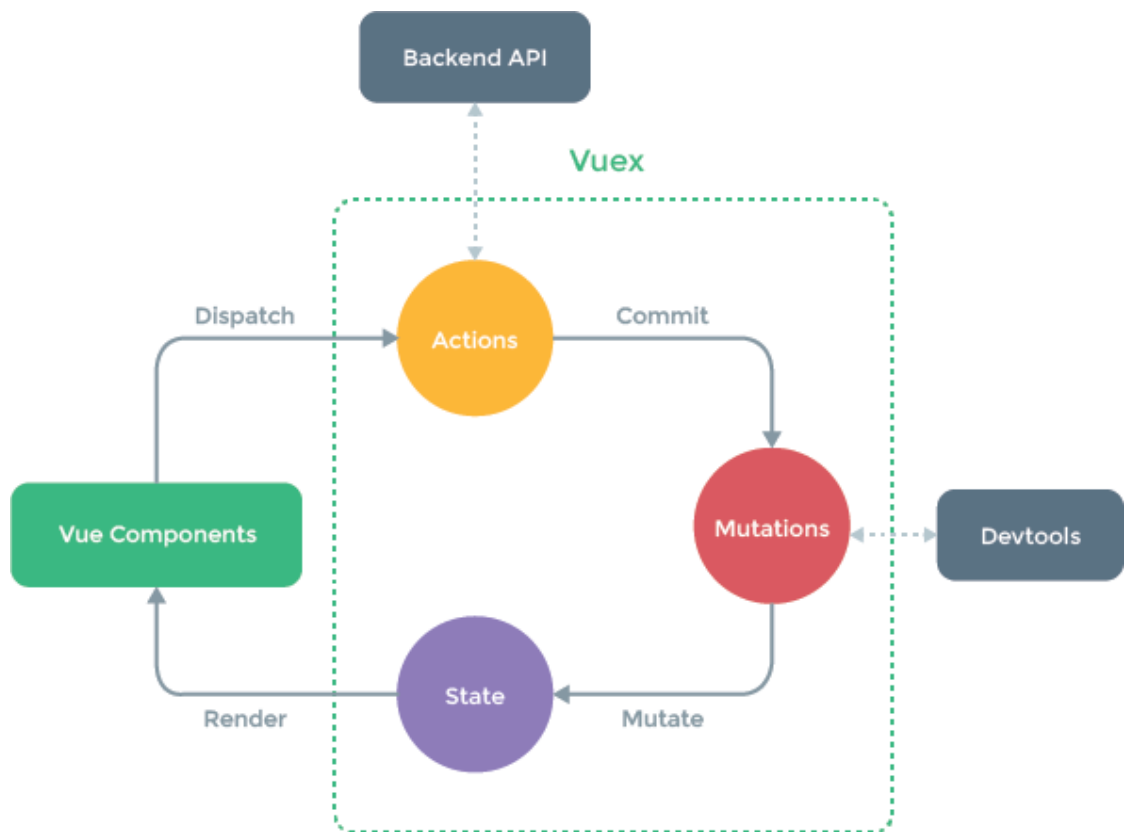 Backend API
Vuex
Dispatch
Commit
Actions
Vue Components
Mutations
Devtools
State
Render
Mutate